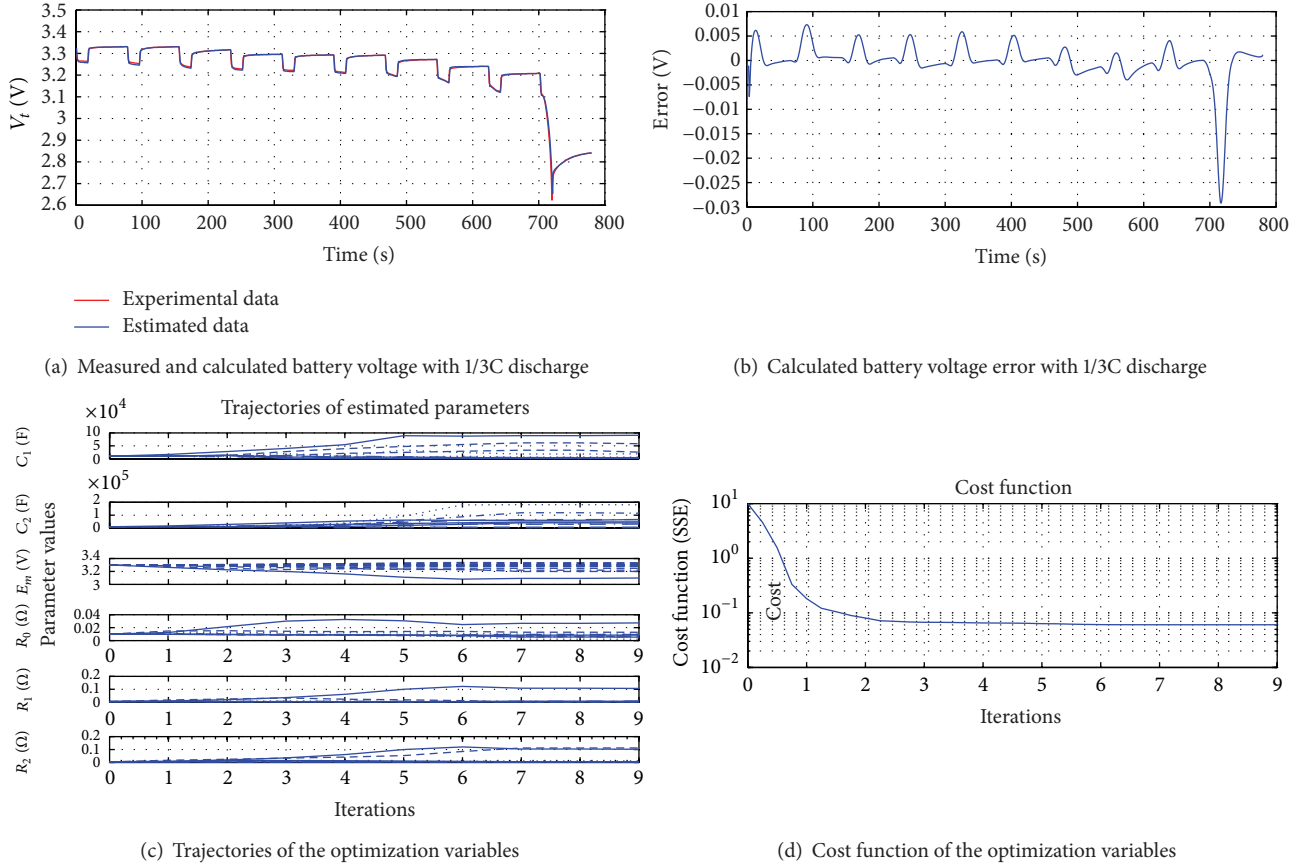 3.5
3.4
3.3
3.2
3.1
3
2.9
2.8
2.7
2.6
V_t (V)
0 100 200 300 400 500 600 700 800
Time (s)
Experimental data
Estimated data
(a) Measured and calculated battery voltage with 1/3C discharge
0.01
0.005
0
−0.005
−0.01
−0.015
−0.02
−0.025
−0.03
Error (V)
0 100 200 300 400 500 600 700 800
Time (s)
(b) Calculated battery voltage error with 1/3C discharge
Trajectories of estimated parameters
×10^4
10
5
0
C_1 (F)
×10^5
2
1
0
C_2 (F)
3.4
3.2
3
E_m (V)
Parameter values
0.04
0.02
0
R_0 (Ω)
0 1 2 3 4 5 6 7 8 9
0.2
0.1
0
R_1 (Ω)
0 1 2 3 4 5 6 7 8 9
0.2
0.1
0
R_2 (Ω)
0 1 2 3 4 5 6 7 8 9
Iterations
(c) Trajectories of the optimization variables
Cost function
10^1
10^0
10^−1
10^−2
Cost function (SSE)
Cost
0 1 2 3 4 5 6 7 8 9
Iterations
(d) Cost function of the optimization variables